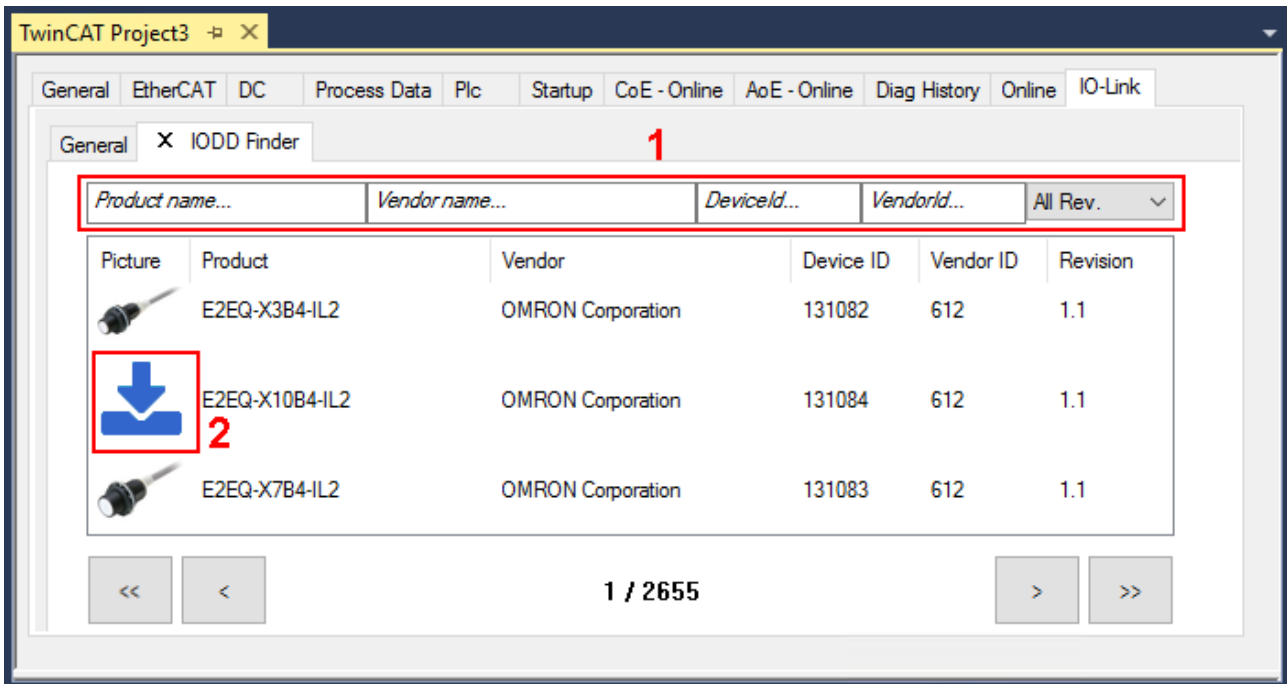 TwinCAT Project3
General EtherCAT DC Process Data Plc Startup CoE - Online AoE - Online Diag History Online IO-Link
General X IODD Finder
1
Product name... Vendor name... DeviceId... VendorId... All Rev.
Picture Product Vendor Device ID Vendor ID Revision
E2EQ-X3B4-IL2 OMRON Corporation 131082 612 1.1
E2EQ-X10B4-IL2 OMRON Corporation 131084 612 1.1
2
E2EQ-X7B4-IL2 OMRON Corporation 131083 612 1.1
<< < 1 / 2655 > >>